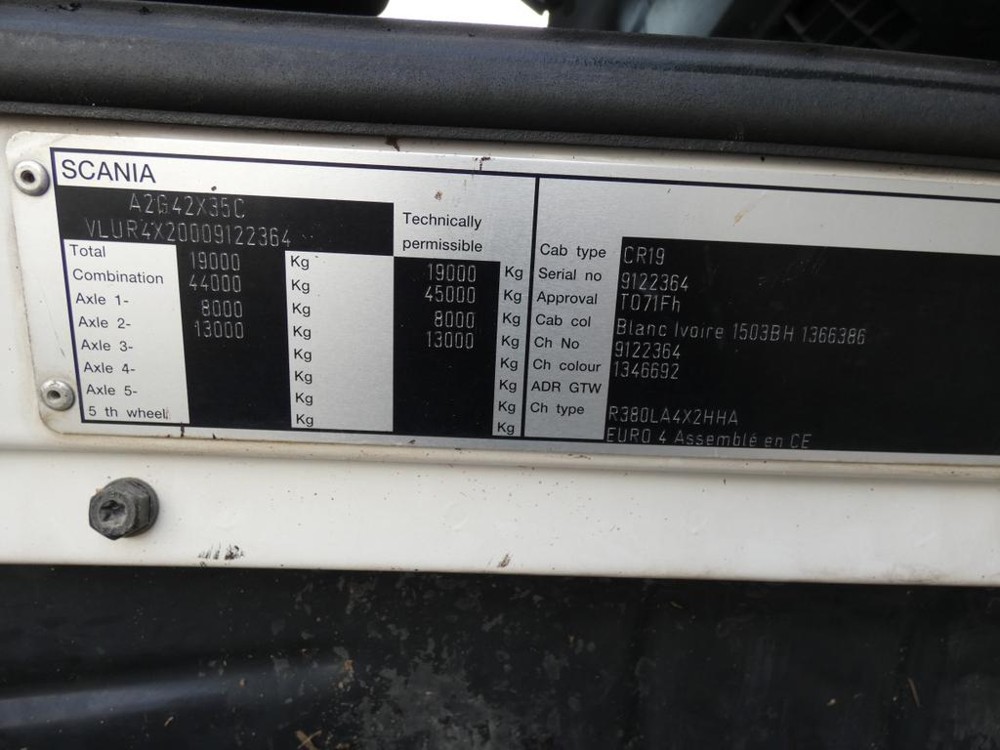 SCANIA
A2G42X35C
VLUR4X20009122364
Technically
permissible
Total 19000 Kg 19000 Kg
Combination 44000 Kg 45000 Kg
Axle 1- 8000 Kg 8000 Kg
Axle 2- 13000 Kg 13000 Kg
Axle 3- Kg Kg
Axle 4- Kg Kg
Axle 5- Kg Kg
5 th wheel Kg Kg
Cab type CR19
Serial no 9122364
Approval T071Fh
Cab col Blanc Ivoire 1503BH 1366386
Ch No 9122364
Ch colour 1346692
ADR GTW
Ch type R380LA4X2HHA
EURO 4 Assemblé en CE